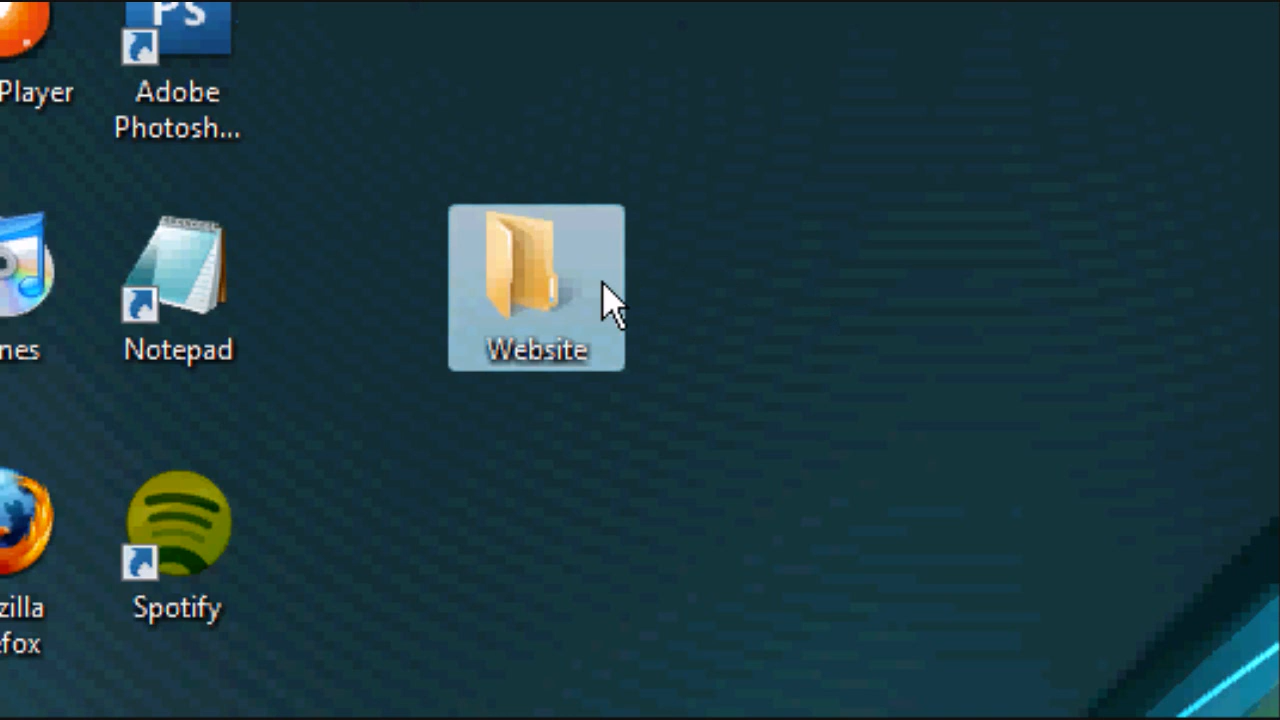 PS
Player
Adobe
Photosh...
nes
Notepad
Website
zilla
efox
Spotify